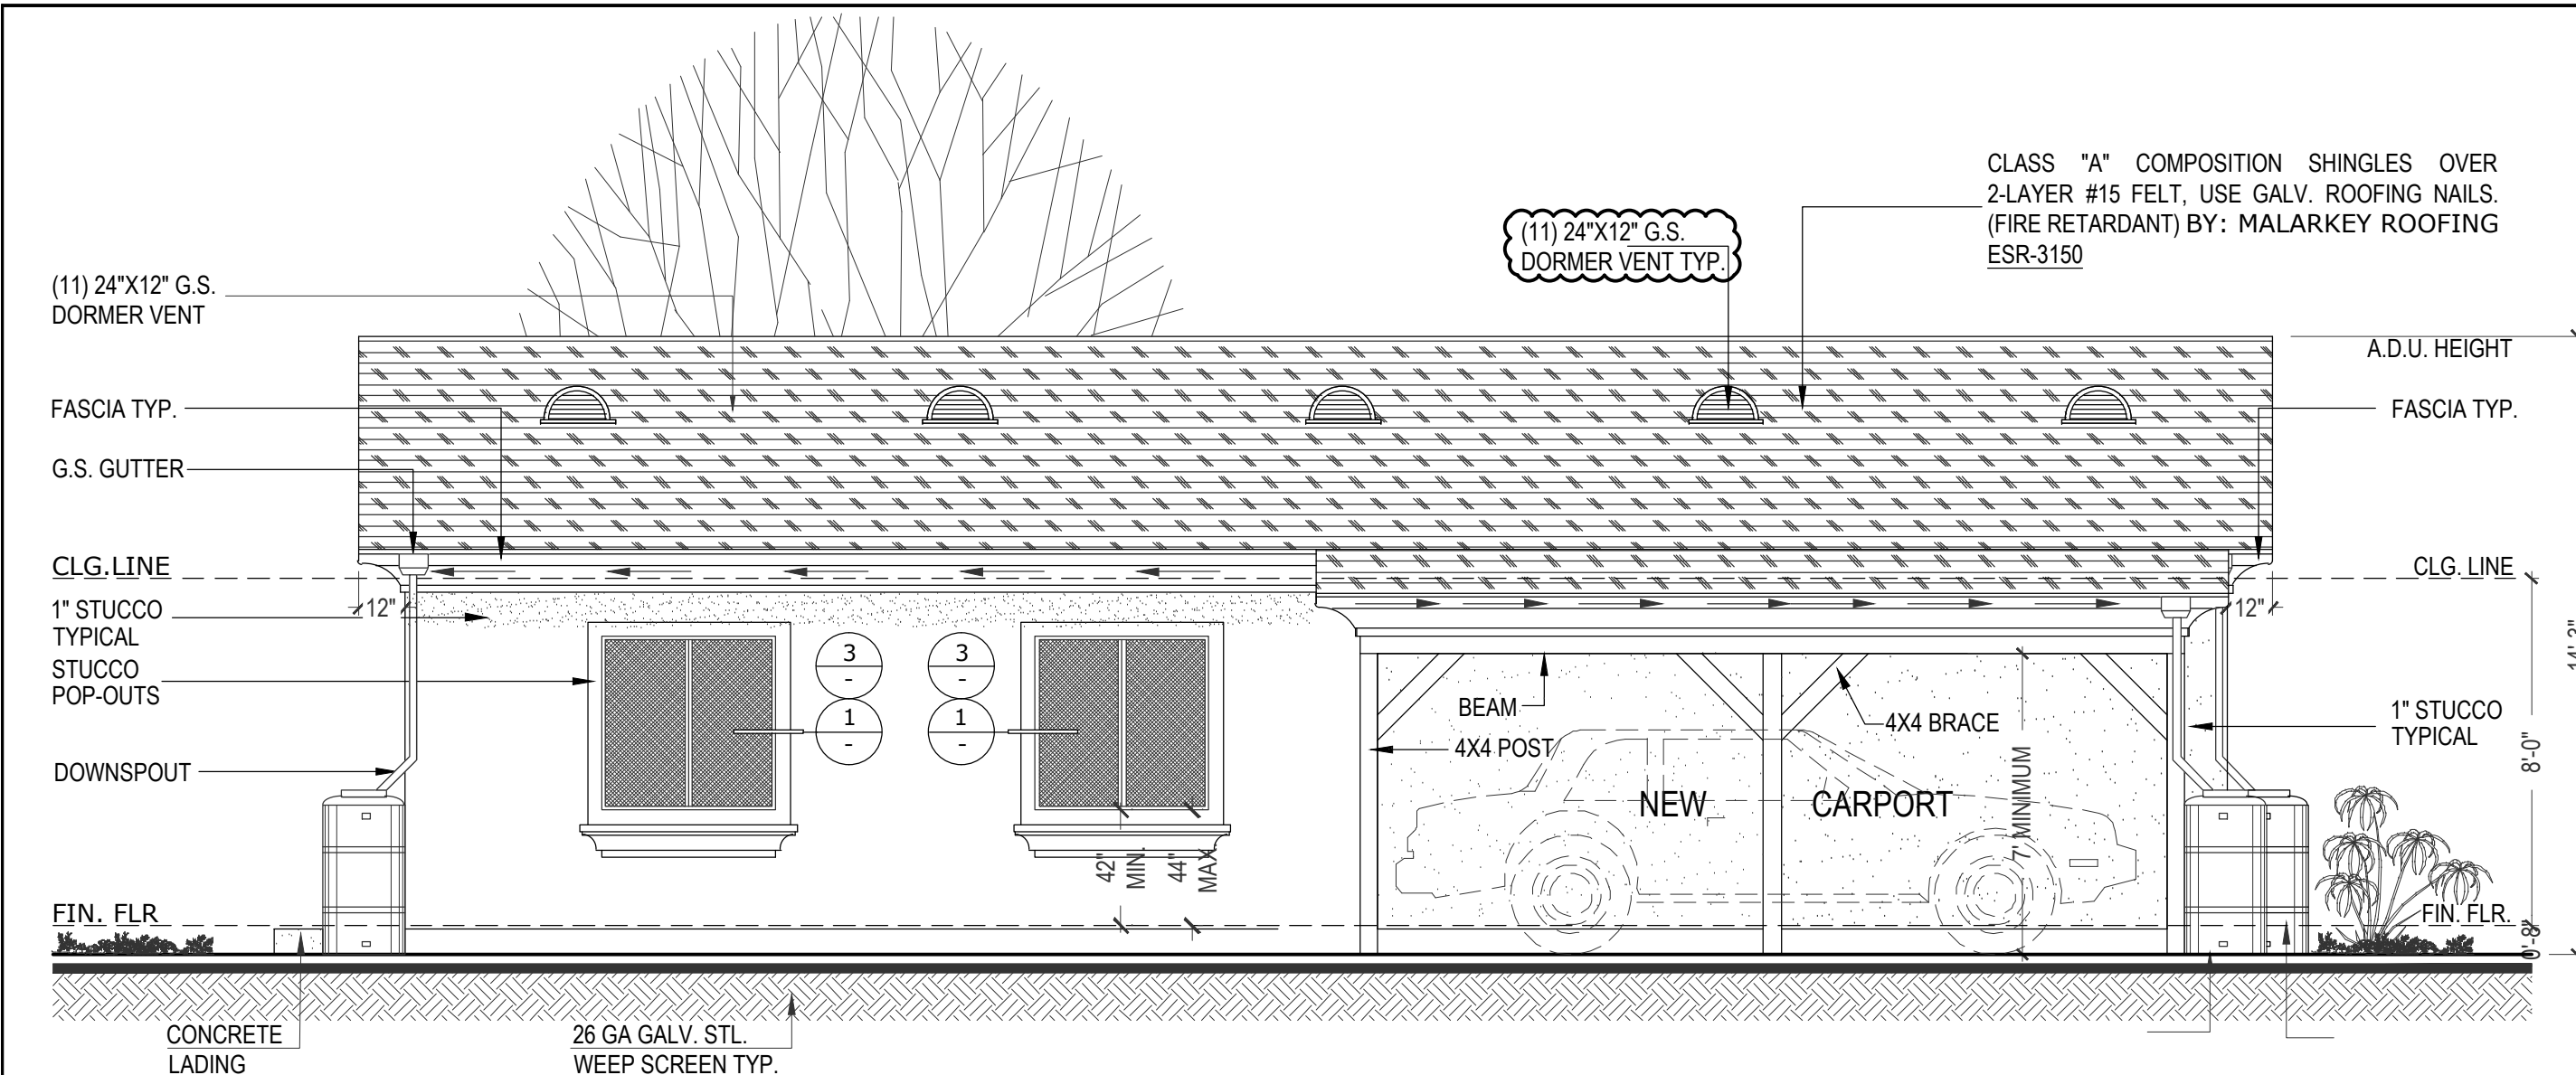 CLASS "A" COMPOSITION SHINGLES OVER
2-LAYER #15 FELT, USE GALV. ROOFING NAILS.
(FIRE RETARDANT) BY: MALARKEY ROOFING
ESR-3150
(11) 24"X12" G.S.
DORMER VENT TYP.
(11) 24"X12" G.S.
DORMER VENT
A.D.U. HEIGHT
FASCIA TYP.
FASCIA TYP.
G.S. GUTTER
CLG.LINE
CLG. LINE
12"
12"
1" STUCCO
TYPICAL
STUCCO
POP-OUTS
3
-
1
-
3
-
1
-
BEAM
4X4 POST
4X4 BRACE
1" STUCCO
TYPICAL
DOWNSPOUT
NEW CARPORT
7' MINIMUM
8'-0"
42"
MIN.
44"
MAX
FIN. FLR
FIN. FLR.
0'-8"
CONCRETE
LADING
26 GA GALV. STL.
WEEP SCREEN TYP.